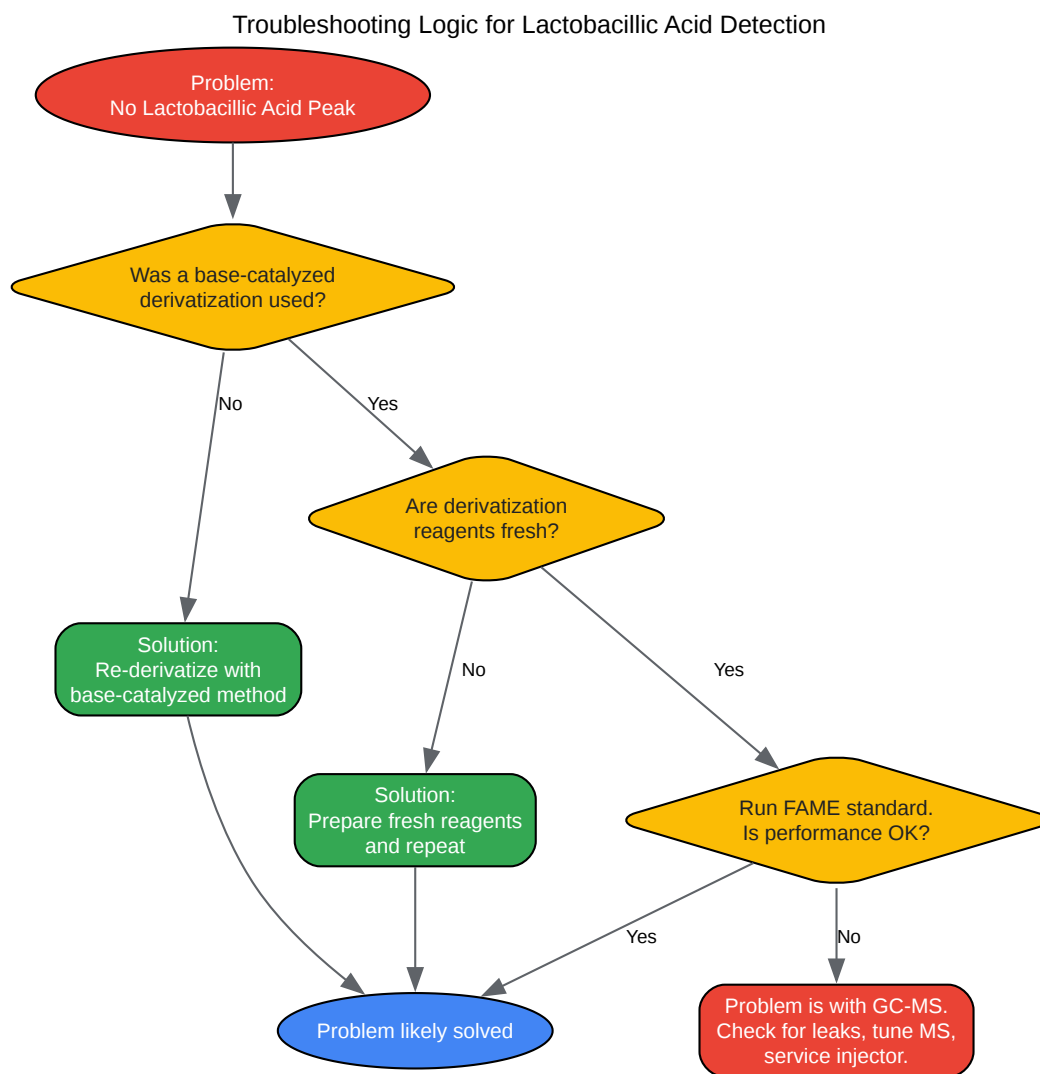 Troubleshooting Logic for Lactobacillic Acid Detection
Problem:
No Lactobacillic Acid Peak
Was a base-catalyzed
derivatization used?
No
Yes
Are derivatization
reagents fresh?
Solution:
Re-derivatize with
base-catalyzed method
No
Yes
Solution:
Prepare fresh reagents
and repeat
Run FAME standard.
Is performance OK?
Yes
No
Problem likely solved
Problem is with GC-MS.
Check for leaks, tune MS,
service injector.